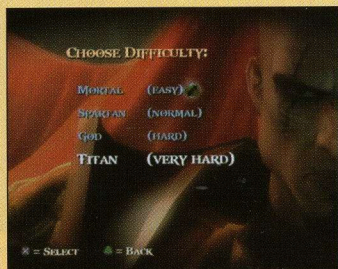 Choose Difficulty:
Mortal (easy)
Spartan (normal)
God (hard)
Titan (very hard)
= Select = Back